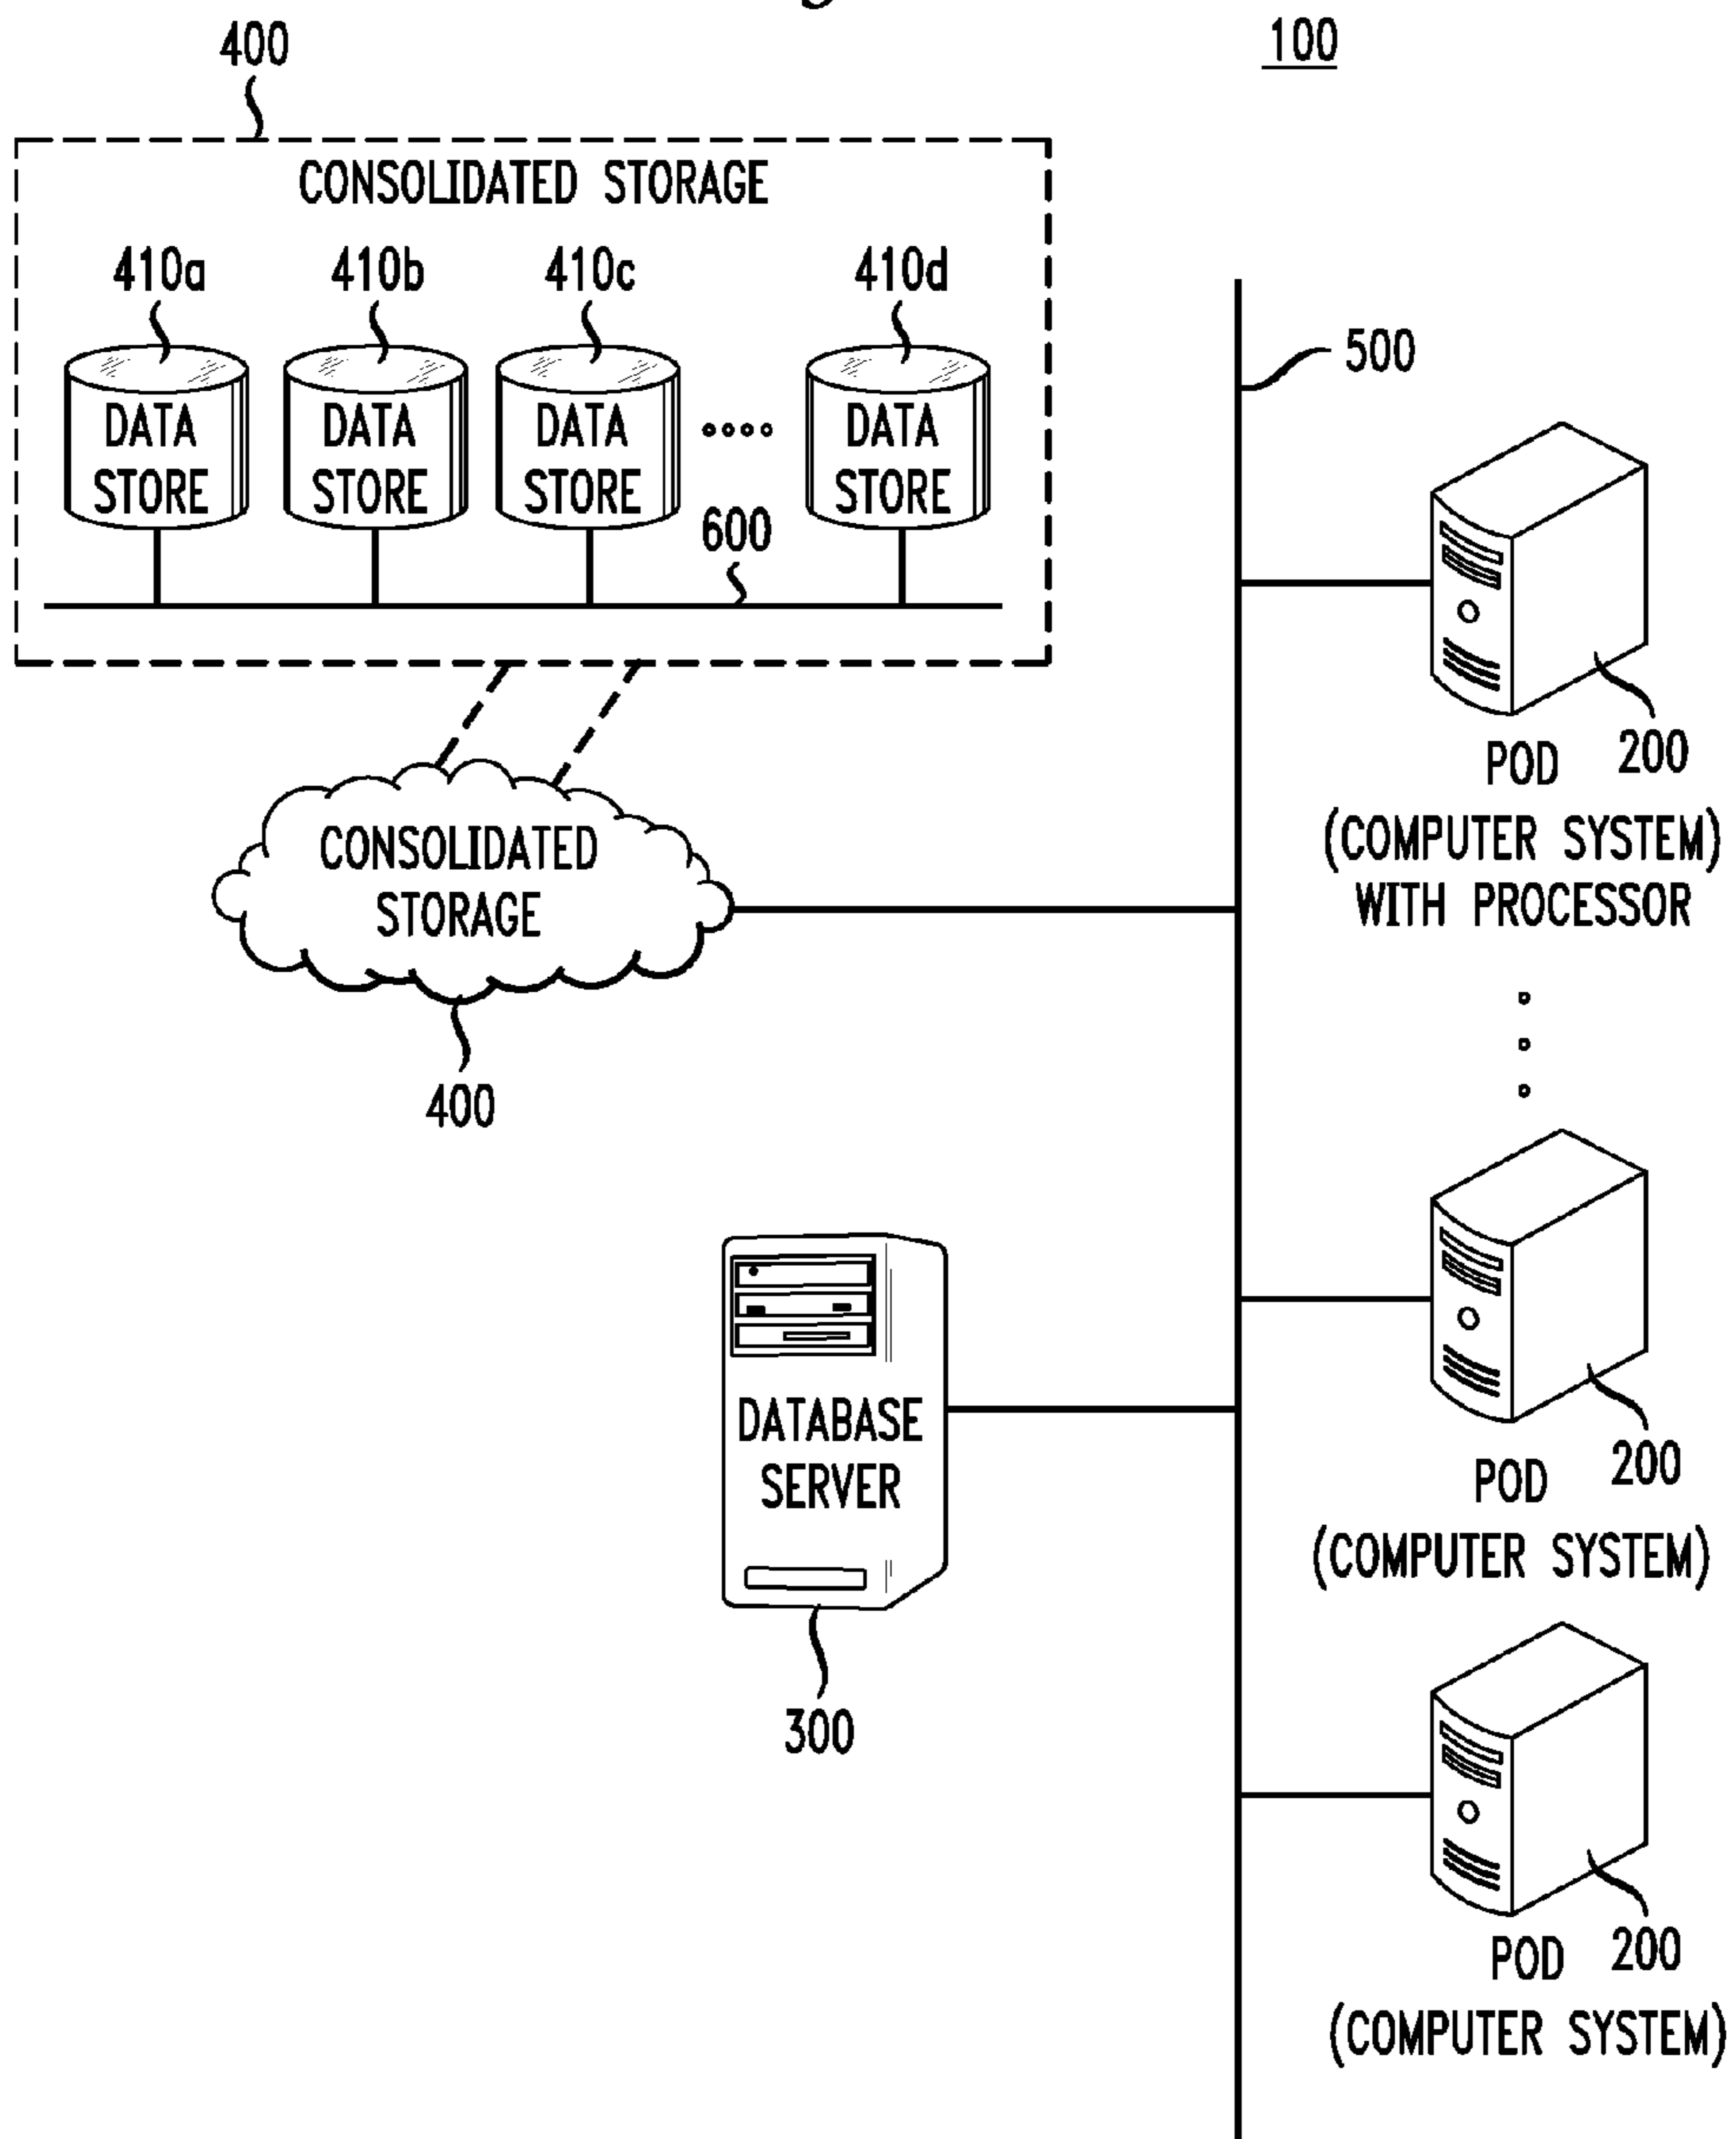 400
100
CONSOLIDATED STORAGE
410a 410b 410c 410d
DATA STORE
DATA STORE
DATA STORE
DATA STORE
600
500
200
POD
(COMPUTER SYSTEM)
WITH PROCESSOR
CONSOLIDATED
STORAGE
400
DATABASE
SERVER
300
200
POD
(COMPUTER SYSTEM)
200
POD
(COMPUTER SYSTEM)